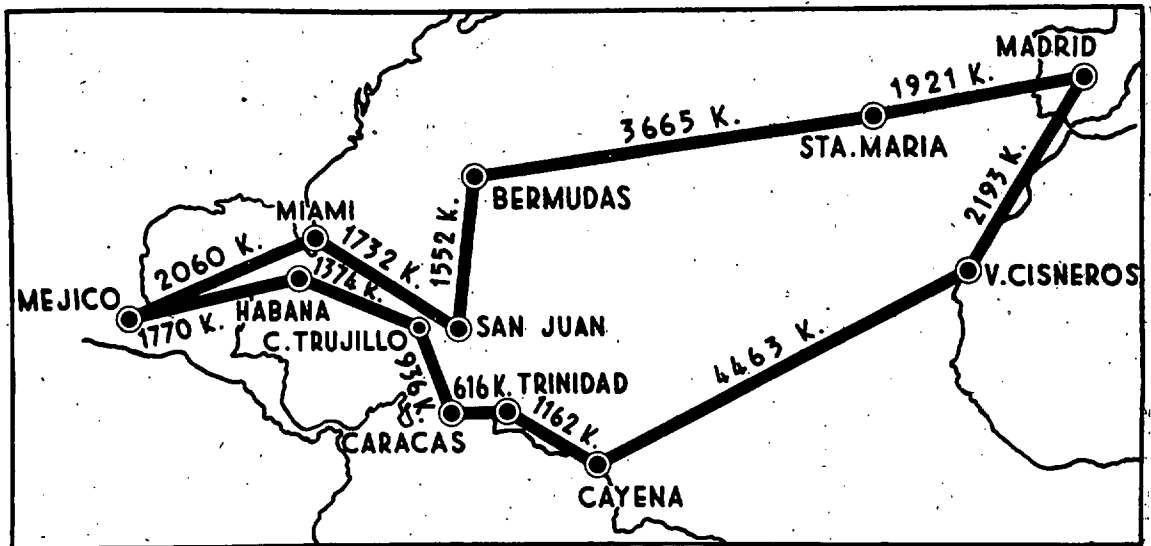 MADRID
1921 K.
3665 K.
STA. MARIA
2193 K.
BERMUDAS
MIAMI
1552 K.
2060 K.
1732 K.
1374 K.
V. CISNEROS
MEJICO
HABANA
1770 K.
C. TRUJILLO
SAN JUAN
4463 K.
936 K.
616 K.
TRINIDAD
1162 K.
CARACAS
CAYENA